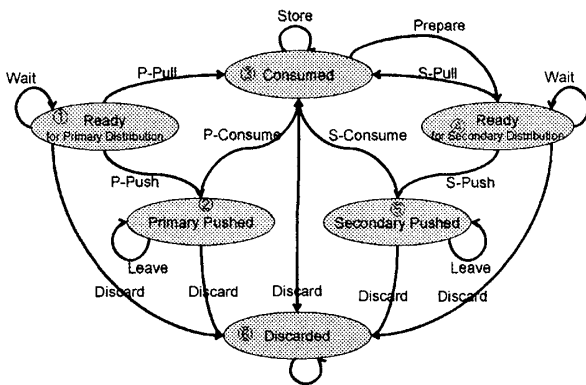 Store
Prepare
Wait
P-Pull
③ Consumed
S-Pull
Wait
① Ready
for Primary Distribution
④ Ready
for Secondary Distribution
P-Consume
S-Consume
P-Push
S-Push
②
Primary Pushed
⑤
Secondary Pushed
Leave
Leave
Discard
Discard
Discard
Discard
Discard
⑥ Discarded